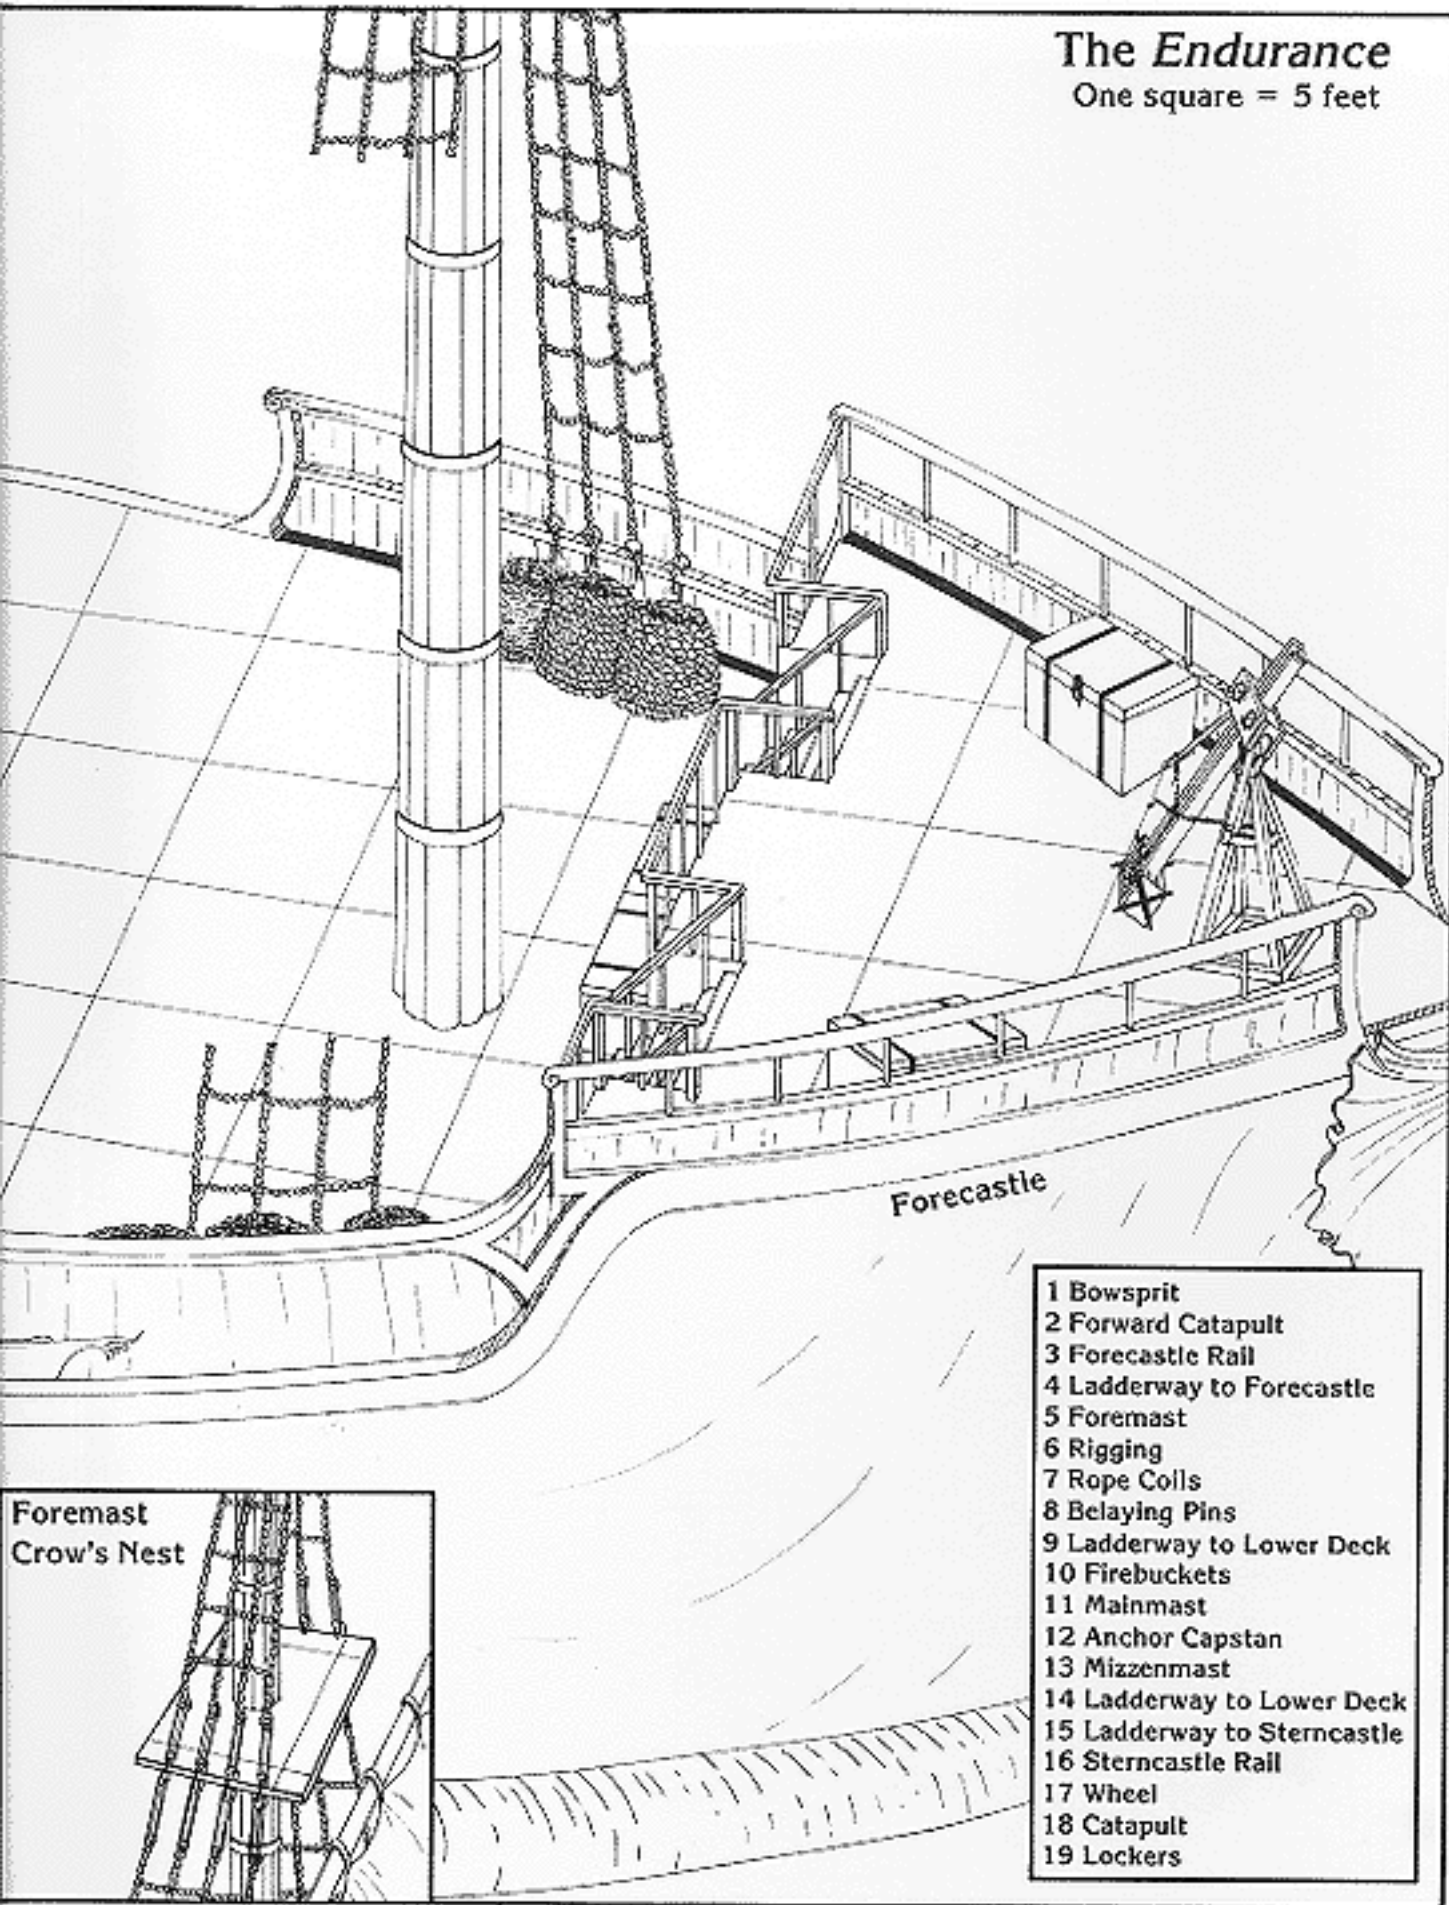 The Endurance
One square = 5 feet
Forecastle
1 Bowsprit
2 Forward Catapult
3 Forecastle Rail
4 Ladderway to Forecastle
5 Foremast
6 Rigging
7 Rope Coils
8 Belaying Pins
9 Ladderway to Lower Deck
10 Firebuckets
11 Mainmast
12 Anchor Capstan
13 Mizzenmast
14 Ladderway to Lower Deck
15 Ladderway to Sterncastle
16 Sterncastle Rail
17 Wheel
18 Catapult
19 Lockers
Foremast
Crow's Nest